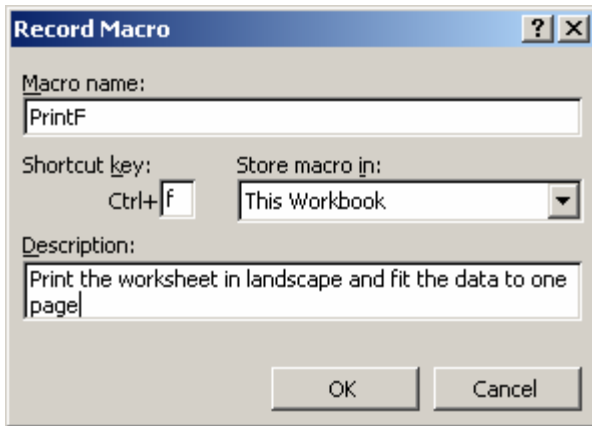 Record Macro
Macro name:
PrintF
Shortcut key:
Store macro in:
Ctrl+ f
This Workbook
Description:
Print the worksheet in landscape and fit the data to one
page
OK
Cancel